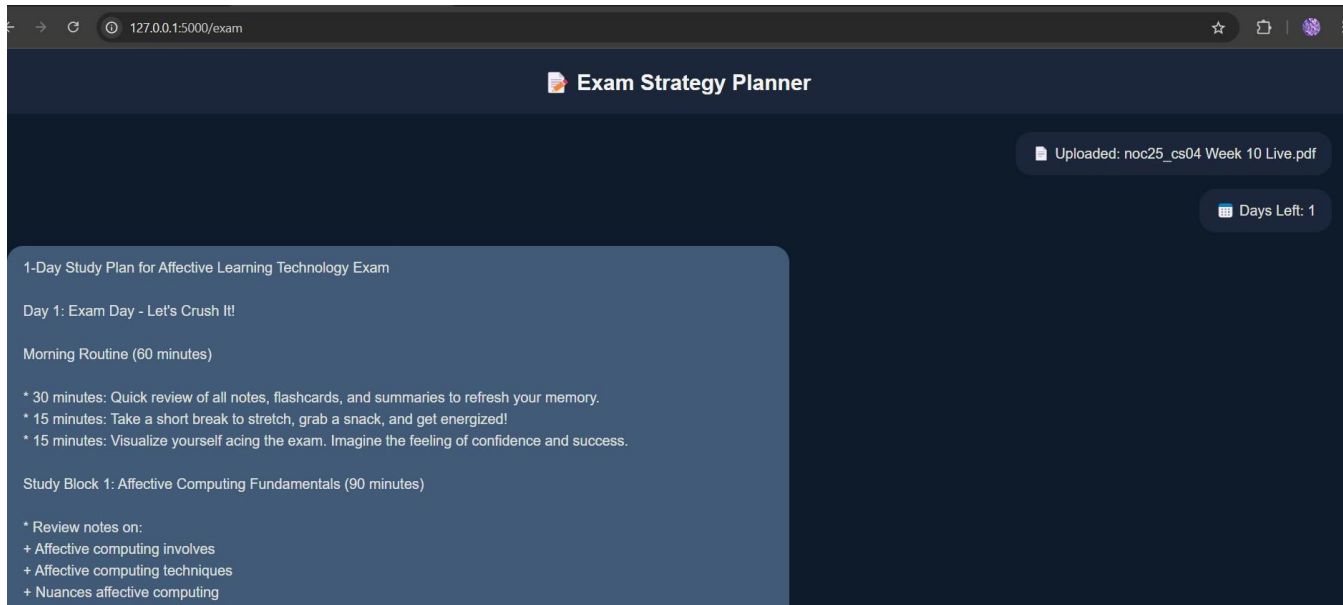 127.0.0.1:5000/exam
Exam Strategy Planner
Uploaded: noc25_cs04 Week 10 Live.pdf
Days Left: 1
1-Day Study Plan for Affective Learning Technology Exam
Day 1: Exam Day - Let's Crush It!
Morning Routine (60 minutes)
* 30 minutes: Quick review of all notes, flashcards, and summaries to refresh your memory.
* 15 minutes: Take a short break to stretch, grab a snack, and get energized!
* 15 minutes: Visualize yourself acing the exam. Imagine the feeling of confidence and success.
Study Block 1: Affective Computing Fundamentals (90 minutes)
* Review notes on:
+ Affective computing involves
+ Affective computing techniques
+ Nuances affective computing